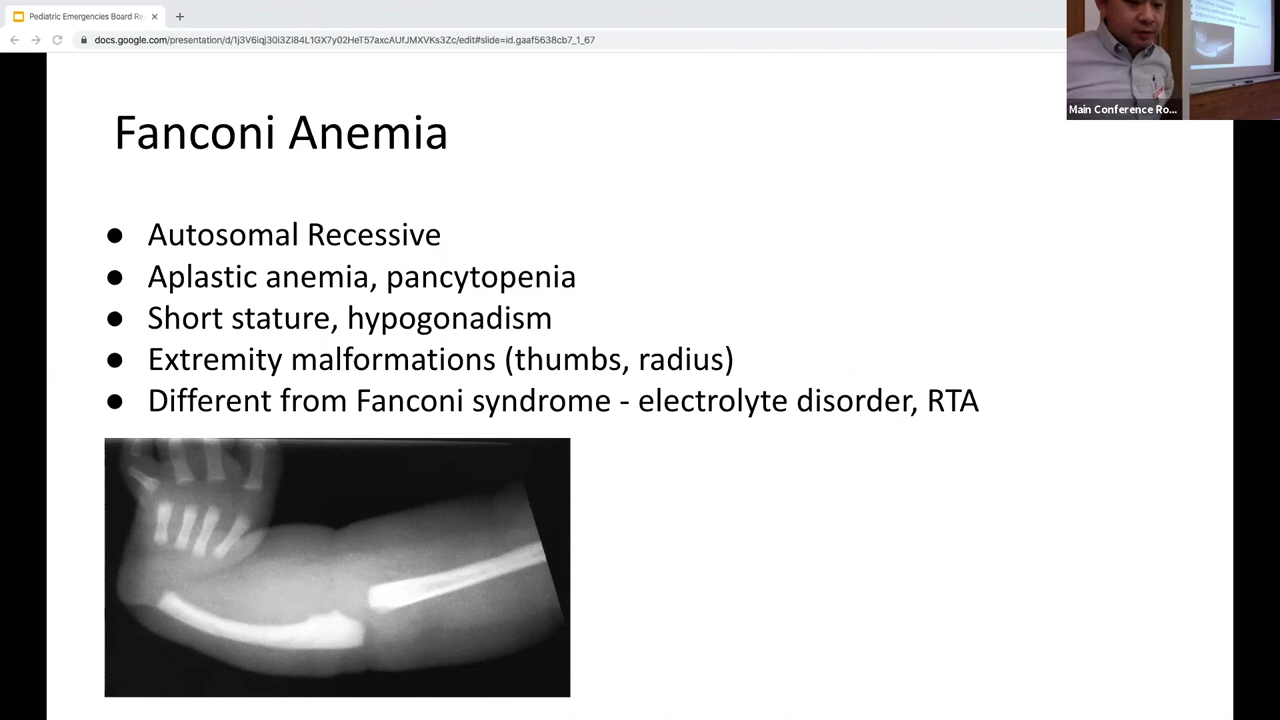 Pediatric Emergencies Board Re
docs.google.com/presentation/d/1j3V6iqj30i3ZI84L1GX7y02HeT57axcAUfJMXVKs3Zc/edit#slide=id.gaaf5638cb7_1_67
Main Conference Ro...
Fanconi Anemia
● Autosomal Recessive
● Aplastic anemia, pancytopenia
● Short stature, hypogonadism
● Extremity malformations (thumbs, radius)
● Different from Fanconi syndrome - electrolyte disorder, RTA